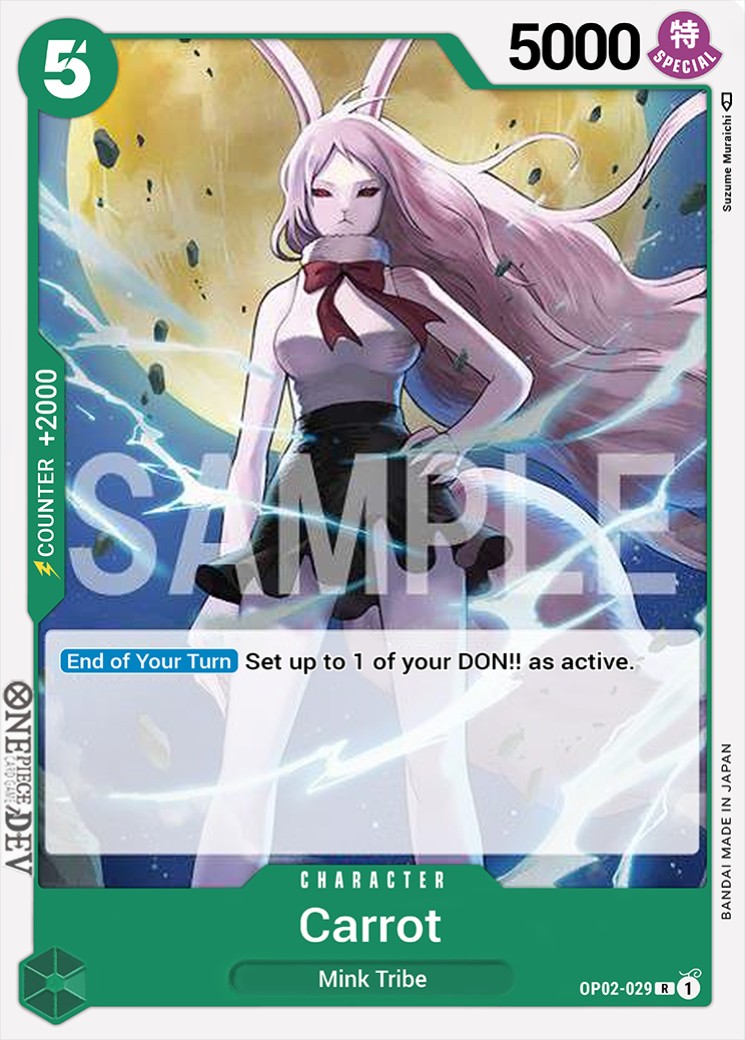 5
5000
特
SPECIAL
Suzume Muraichi
COUNTER +2000
SAMPLE
End of Your Turn Set up to 1 of your DON!! as active.
ONE PIECE
CARD GAME
DEV
BANDAI MADE IN JAPAN
CHARACTER
Carrot
Mink Tribe
OP02-029 R 1